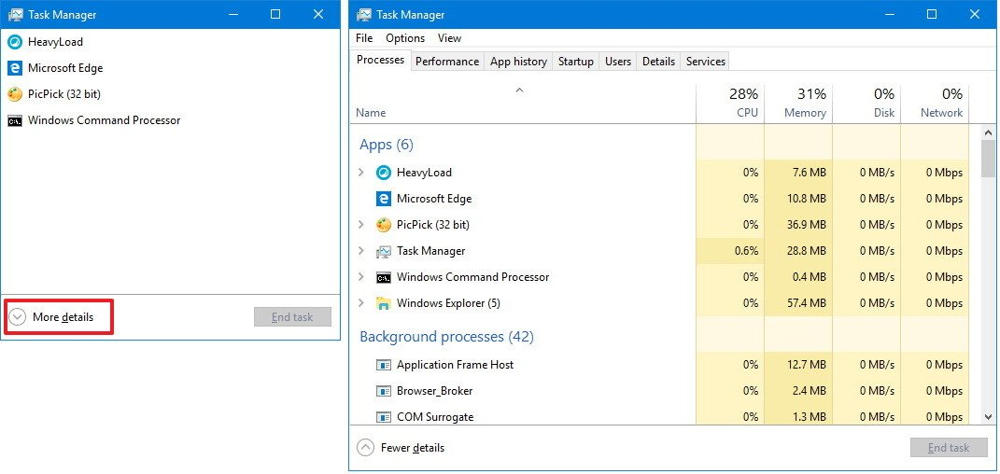 Task Manager
HeavyLoad
Microsoft Edge
PicPick (32 bit)
Windows Command Processor
More details
End task
Task Manager
File Options View
Processes Performance App history Startup Users Details Services
28% 31% 0% 0%
Name CPU Memory Disk Network
Apps (6)
HeavyLoad 0% 7.6 MB 0 MB/s 0 Mbps
Microsoft Edge 0% 10.8 MB 0 MB/s 0 Mbps
PicPick (32 bit) 0% 36.9 MB 0 MB/s 0 Mbps
Task Manager 0.6% 28.8 MB 0 MB/s 0 Mbps
Windows Command Processor 0% 0.4 MB 0 MB/s 0 Mbps
Windows Explorer (5) 0% 57.4 MB 0 MB/s 0 Mbps
Background processes (42)
Application Frame Host 0% 12.7 MB 0 MB/s 0 Mbps
Browser_Broker 0% 2.4 MB 0 MB/s 0 Mbps
COM Surrogate 0% 1.3 MB 0 MB/s 0 Mbps
Fewer details
End task